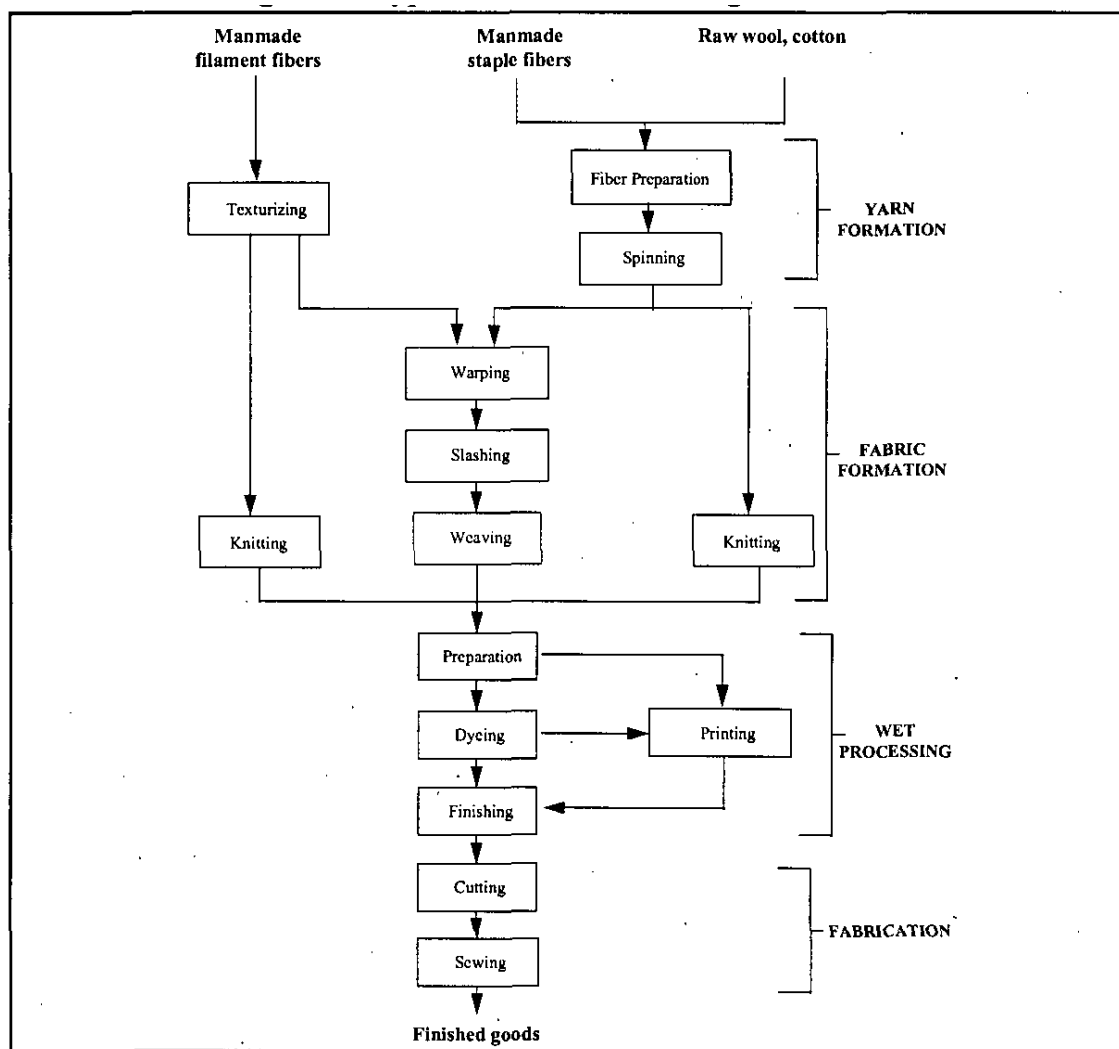 Manmade
filament fibers
Manmade
staple fibers
Raw wool, cotton
Fiber Preparation
Texturizing
YARN
FORMATION
Spinning
Warping
Slashing
FABRIC
FORMATION
Knitting
Weaving
Knitting
Preparation
Dyeing
Printing
WET
PROCESSING
Finishing
Cutting
FABRICATION
Sewing
Finished goods